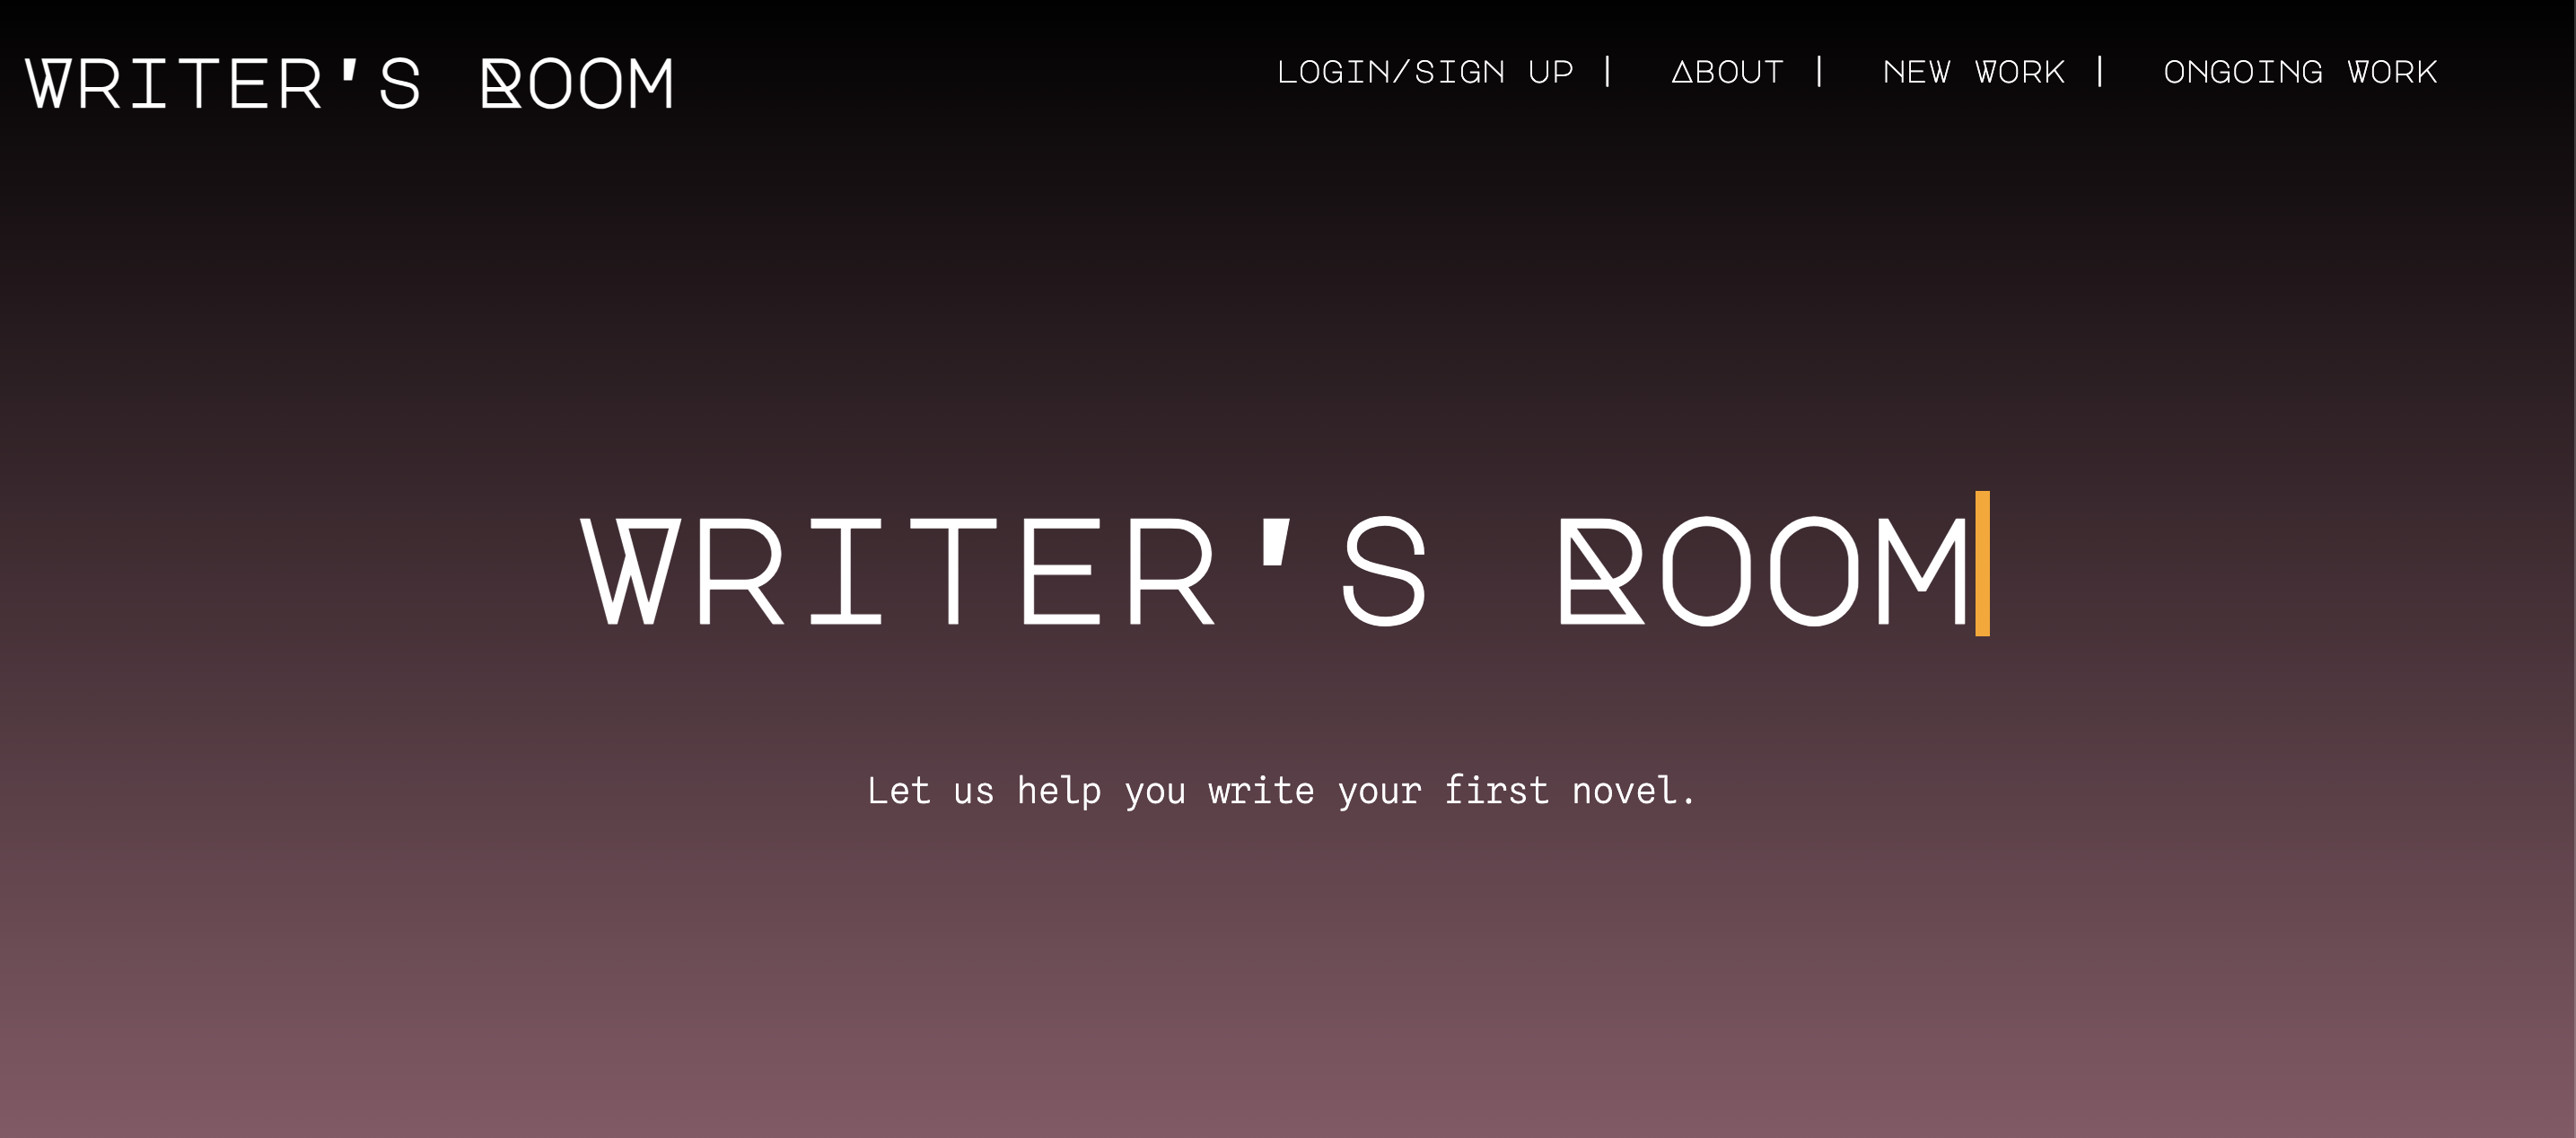 WRITER'S ROOM
LOGIN/SIGN UP | ABOUT | NEW WORK | ONGOING WORK
WRITER'S ROOM
Let us help you write your first novel.